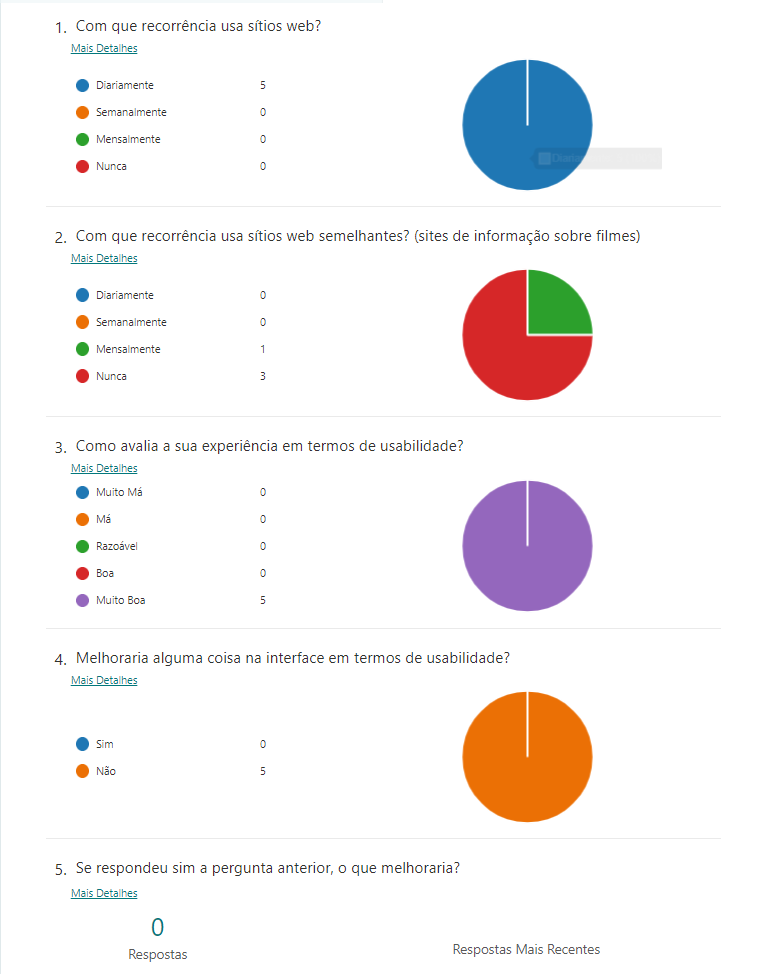 1. Com que recorrência usa sítios web?
Mais Detalhes
Diariamente 5
Semanalmente 0
Mensalmente 0
Nunca 0
2. Com que recorrência usa sítios web semelhantes? (sites de informação sobre filmes)
Mais Detalhes
Diariamente 0
Semanalmente 0
Mensalmente 1
Nunca 3
3. Como avalia a sua experiência em termos de usabilidade?
Mais Detalhes
Muito Má 0
Má 0
Razoável 0
Boa 0
Muito Boa 5
4. Melhoraria alguma coisa na interface em termos de usabilidade?
Mais Detalhes
Sim 0
Não 5
5. Se respondeu sim a pergunta anterior, o que melhoraria?
Mais Detalhes
0
Respostas
Respostas Mais Recentes